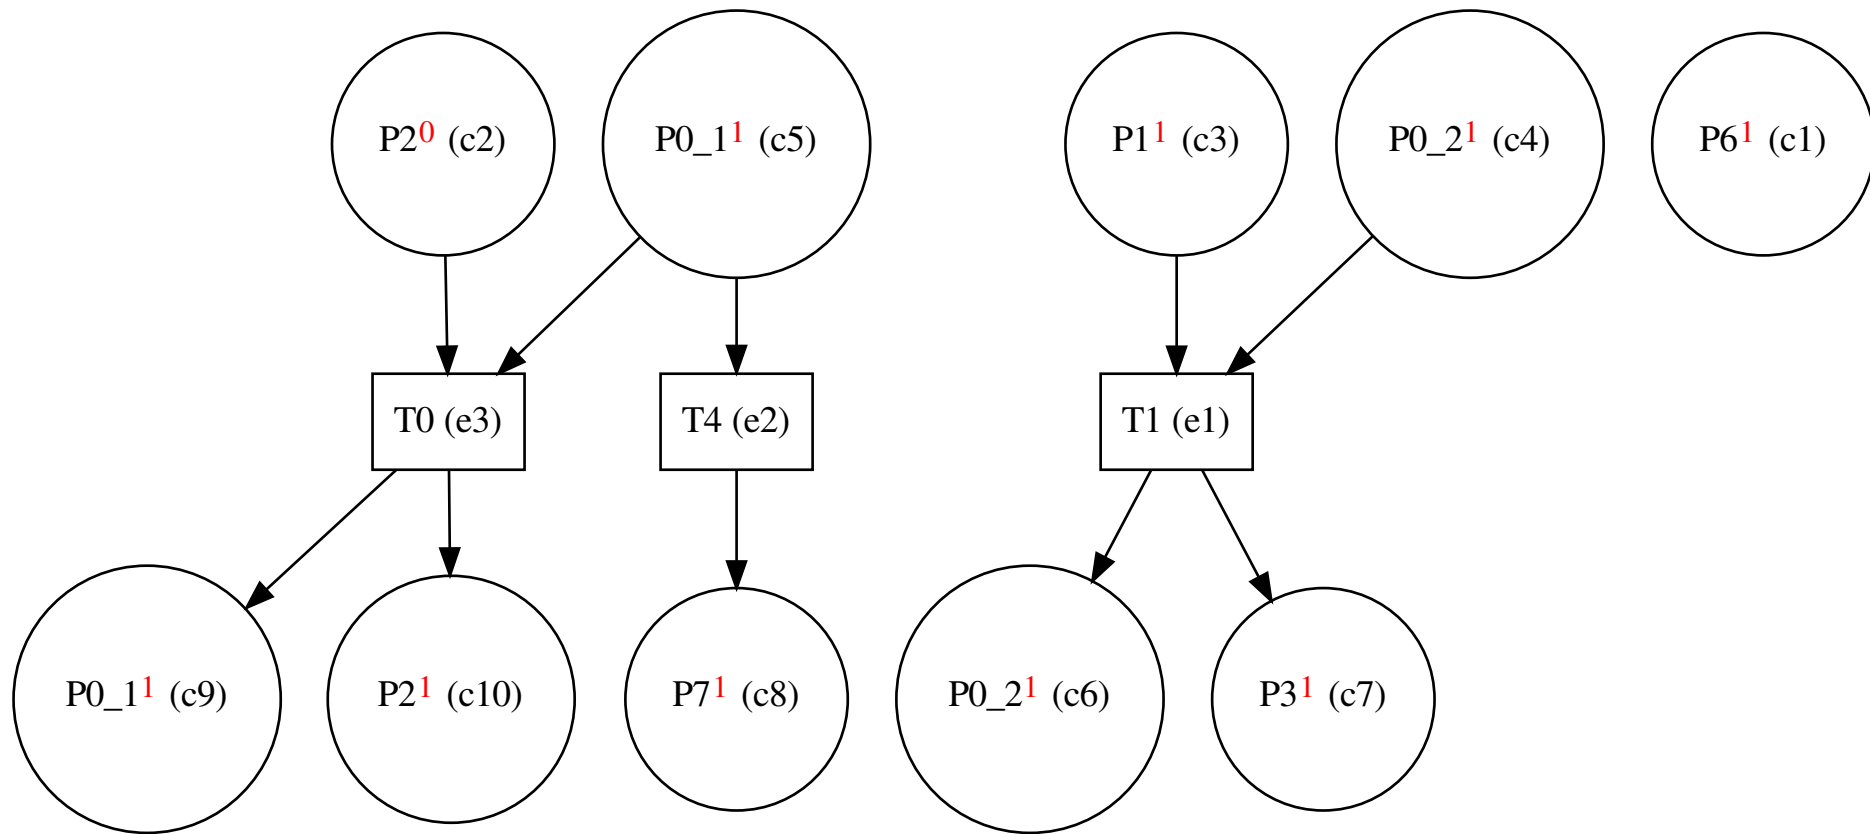 P2⁰ (c2)
P0_1¹ (c5)
P1¹ (c3)
P0_2¹ (c4)
P6¹ (c1)
T0 (e3)
T4 (e2)
T1 (e1)
P0_1¹ (c9)
P2¹ (c10)
P7¹ (c8)
P0_2¹ (c6)
P3¹ (c7)